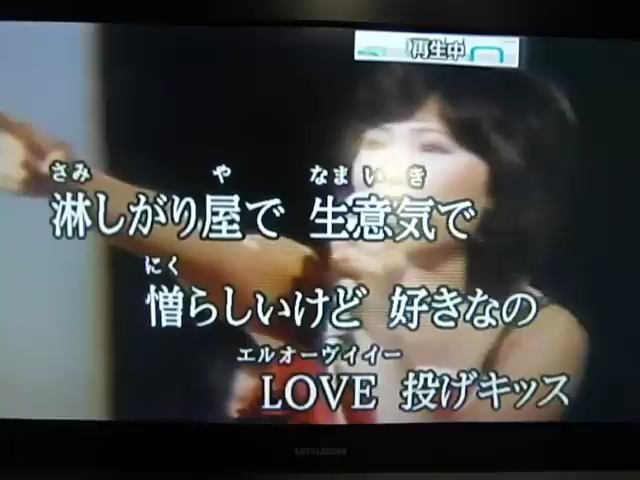 再生中
さみ や なま い き
淋しがり屋で 生意気で
にく
憎らしいけど 好きなの
エルオーヴイイー
LOVE 投げキッス
MITSUBISHI